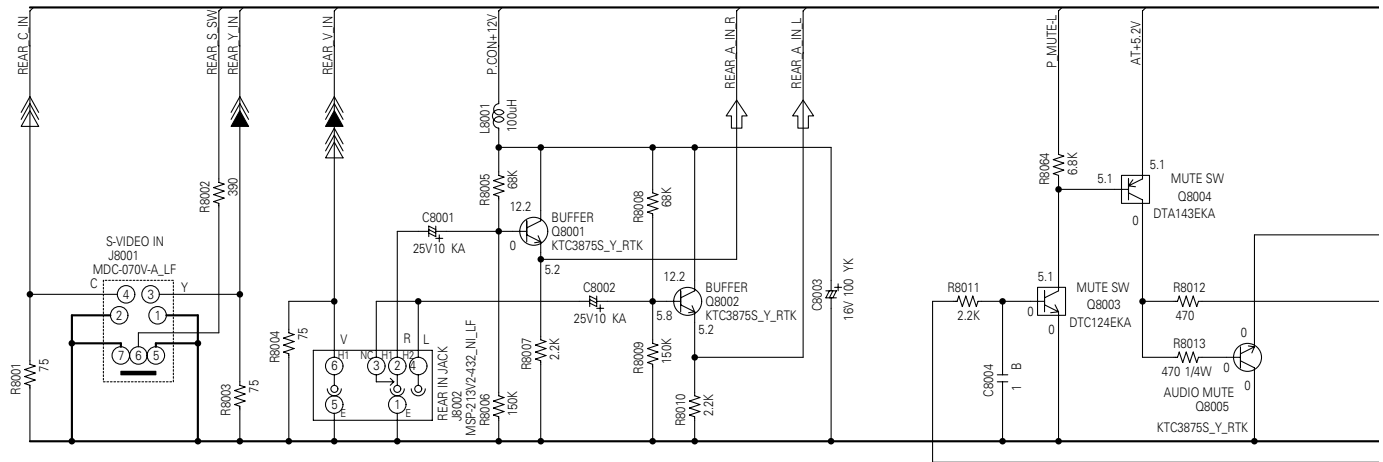 REAR_C_IN
REAR_S_SW
REAR_Y_IN
REAR_V_IN
P.CON+12V
REAR_A_IN_R
REAR_A_IN_L
P_MUTE-L
AT+5.2V
L8001
100uH
R8002
390
S-VIDEO IN
J8001
MDC-070V-A_LF
C
Y
4
3
2
1
7
6
5
R8001
75
R8003
75
R8004
75
V
R
L
H1
NC
H1
H2
6
3
2
4
5
E
1
E
REAR IN JACK
J8002
MSP-213V2-432_NI_LF
C8001
25V10 KA
+
R8005
68K
12.2
0
5.2
BUFFER
Q8001
KTC3875S_Y_RTK
R8006
150K
R8007
2.2K
C8002
25V10 KA
+
R8008
68K
12.2
5.8
5.2
BUFFER
Q8002
KTC3875S_Y_RTK
R8009
150K
R8010
2.2K
C8003
16V 100 YK
+
R8064
6.8K
5.1
5.1
0
MUTE SW
Q8004
DTA143EKA
R8011
2.2K
5.1
0
0
MUTE SW
Q8003
DTC124EKA
C8004
1 B
R8012
470
R8013
470 1/4W
0
0
0
AUDIO MUTE
Q8005
KTC3875S_Y_RTK